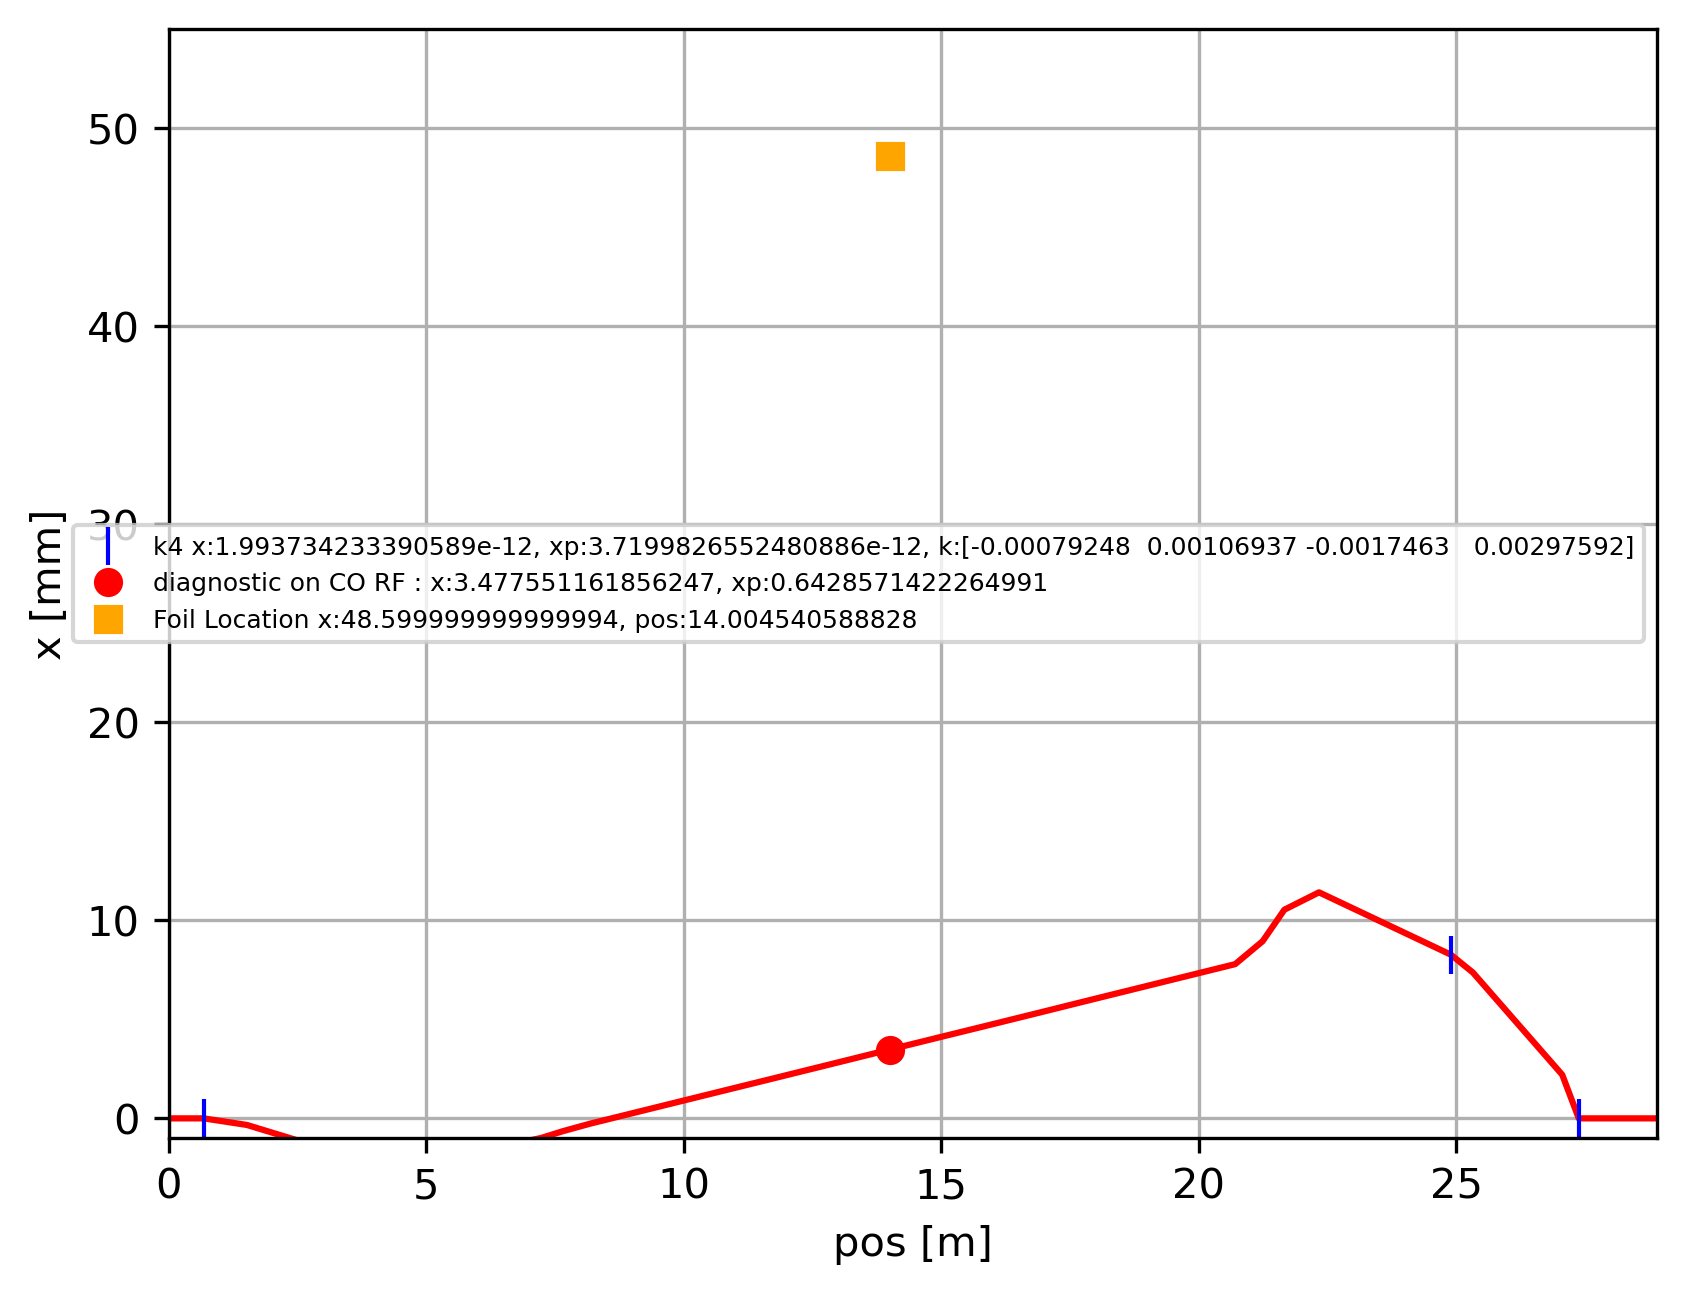 50
40
30
x [mm]
k4 x:1.993734233390589e-12, xp:3.7199826552480886e-12, k:[-0.00079248  0.00106937 -0.0017463   0.00297592]
diagnostic on CO RF : x:3.477551161856247, xp:0.6428571422264991
Foil Location x:48.599999999999994, pos:14.004540588828
20
10
0
0 5 10 15 20 25
pos [m]